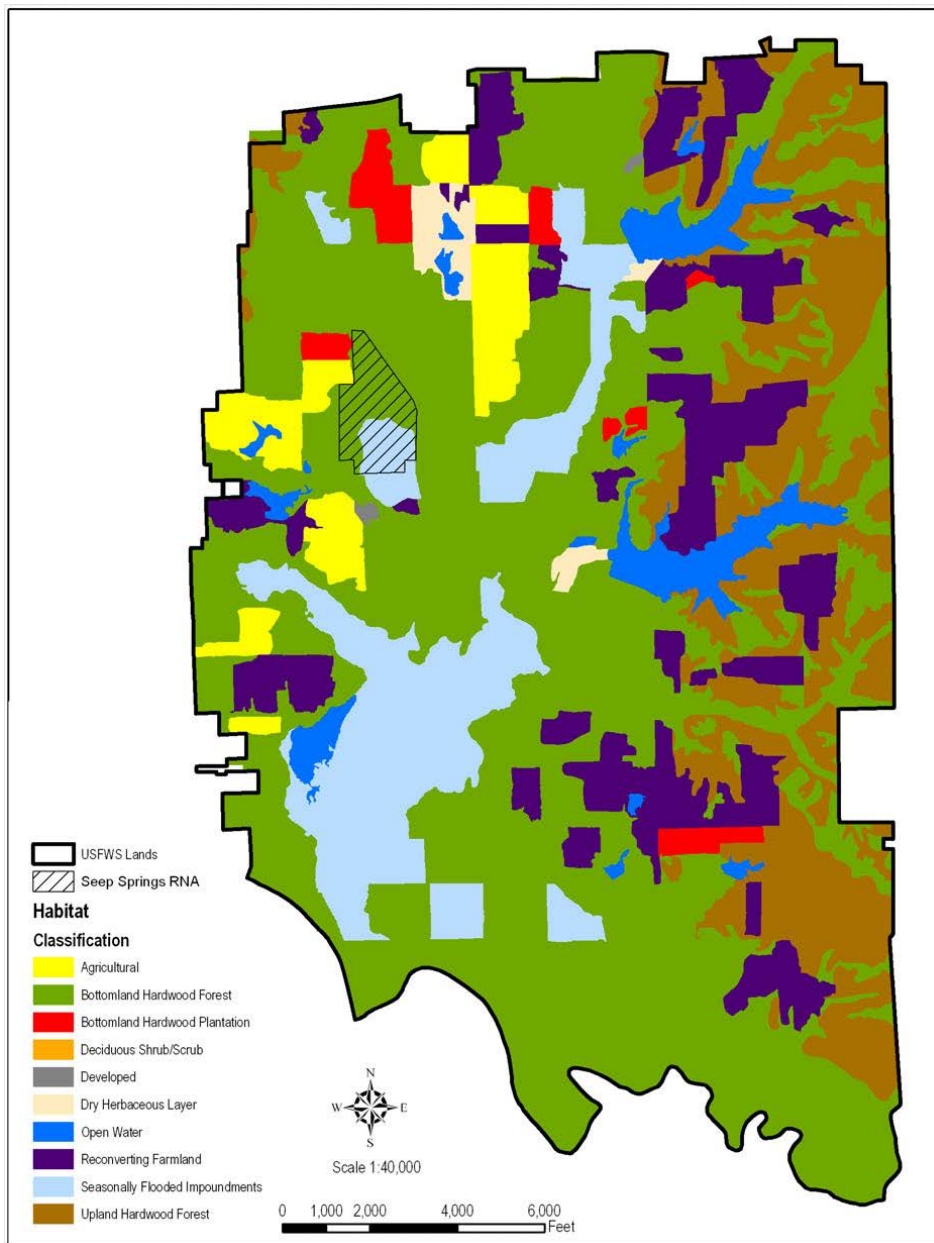 USFWS Lands
Seep Springs RNA
Habitat
Classification
Agricultural
Bottomland Hardwood Forest
Bottomland Hardwood Plantation
Deciduous Shrub/Scrub
Developed
Dry Herbaceous Layer
Open Water
Reconverting Farmland
Seasonally Flooded Impoundments
Upland Hardwood Forest
N
W E
S
Scale 1:40,000
0 1,000 2,000 4,000 6,000
Feet